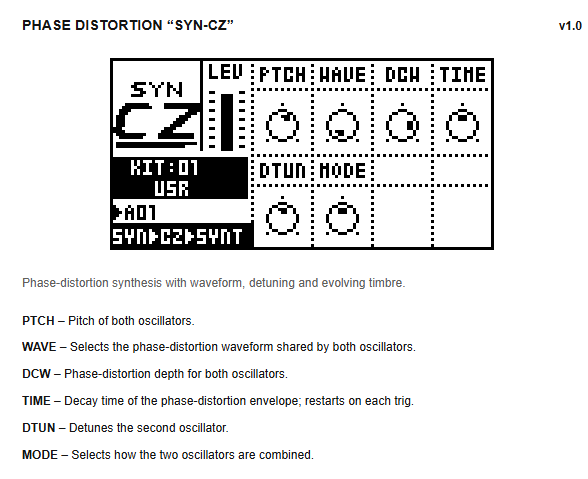 PHASE DISTORTION “SYN-CZ” v1.0
SYN
CZ
LEV PTCH WAVE DCW TIME
KIT:01
USR
DTUN MODE
A01
SYN▸CZ▸SYNT
Phase-distortion synthesis with waveform, detuning and evolving timbre.
PTCH – Pitch of both oscillators.
WAVE – Selects the phase-distortion waveform shared by both oscillators.
DCW – Phase-distortion depth for both oscillators.
TIME – Decay time of the phase-distortion envelope; restarts on each trig.
DTUN – Detunes the second oscillator.
MODE – Selects how the two oscillators are combined.